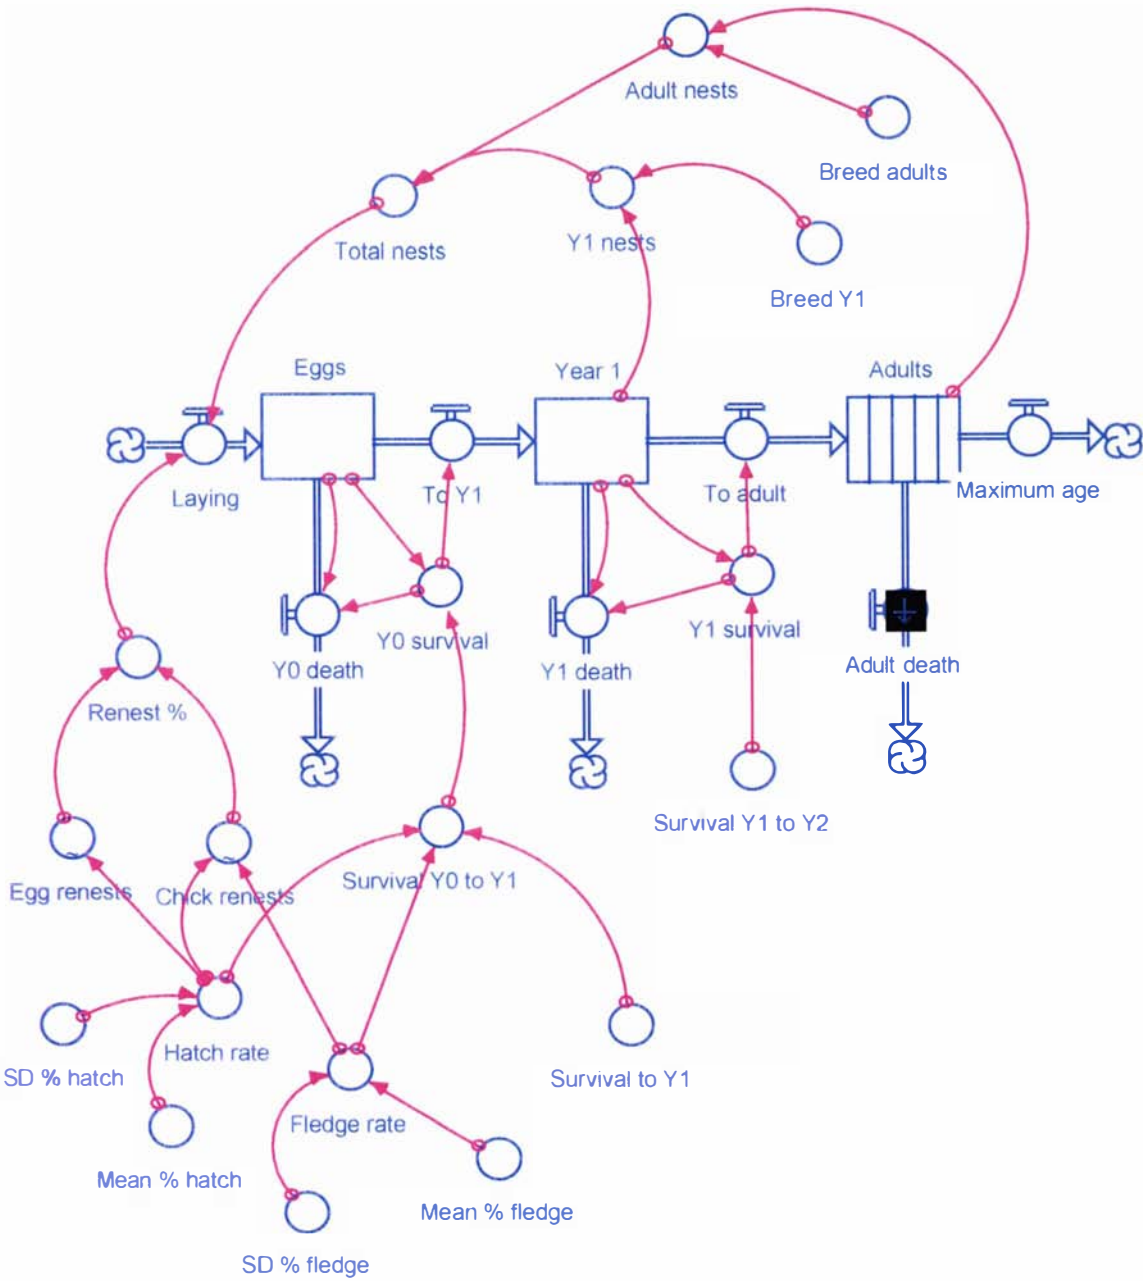 Adult nests
Breed adults
Total nests
Y1 nests
Breed Y1
Eggs
Year 1
Adults
Laying
To Y1
To adult
Maximum age
Y0 survival
Y1 survival
Y0 death
Y1 death
Adult death
Renest %
Survival Y1 to Y2
Egg renests
Chick renests
Survival Y0 to Y1
Hatch rate
SD % hatch
Survival to Y1
Fledge rate
Mean % hatch
Mean % fledge
SD % fledge